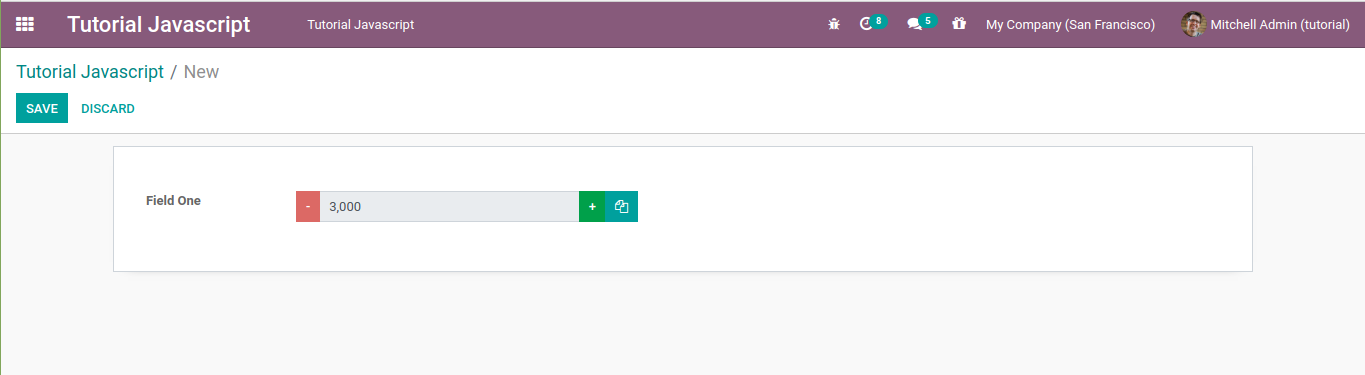 Tutorial Javascript Tutorial Javascript 8 5 My Company (San Francisco) Mitchell Admin (tutorial)
Tutorial Javascript / New
SAVE DISCARD
Field One - 3,000 +